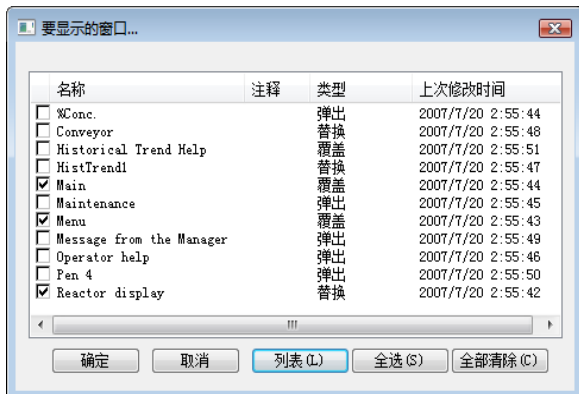 要显示的窗口...
名称 注释 类型 上次修改时间
%Conc. 弹出 2007/7/20 2:55:44
Conveyor 替换 2007/7/20 2:55:48
Historical Trend Help 覆盖 2007/7/20 2:55:51
HistTrend1 替换 2007/7/20 2:55:47
Main 覆盖 2007/7/20 2:55:44
Maintenance 弹出 2007/7/20 2:55:45
Menu 覆盖 2007/7/20 2:55:43
Message from the Manager 弹出 2007/7/20 2:55:49
Operator help 弹出 2007/7/20 2:55:46
Pen 4 弹出 2007/7/20 2:55:50
Reactor display 替换 2007/7/20 2:55:42
确定 取消 列表(L) 全选(S) 全部清除(C)